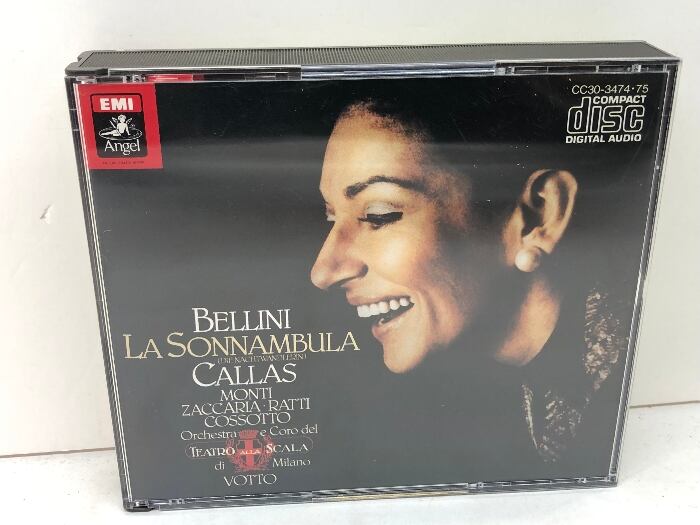 EMI
Angel
CC30-3474·75
COMPACT
disc
DIGITAL AUDIO
BELLINI
LA SONNAMBULA
(DIE NACHTWANDLERIN)
CALLAS
MONTI
ZACCARIA·RATTI
COSSOTTO
Orchestra e Coro del
TEATRO ALLA SCALA
di Milano
VOTTO